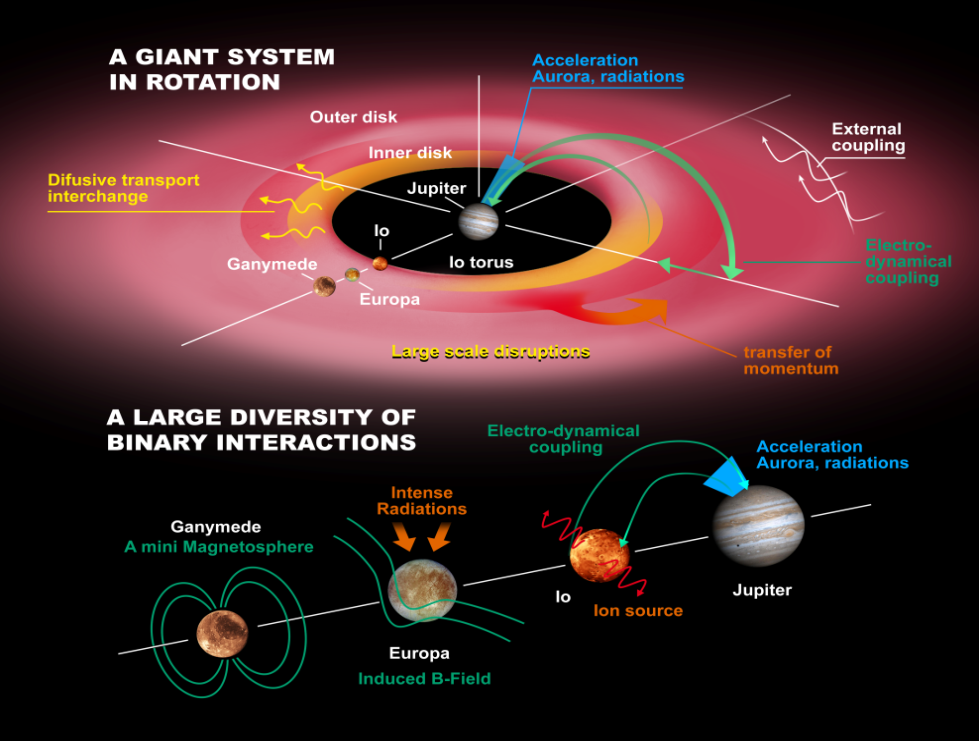 A GIANT SYSTEM
IN ROTATION
Acceleration
Aurora, radiations
Outer disk
External
coupling
Inner disk
Difusive transport
interchange
Jupiter
Io
Electro-
dynamical
coupling
Ganymede
Io torus
Europa
Large scale disruptions
transfer of
momentum
A LARGE DIVERSITY OF
BINARY INTERACTIONS
Electro-dynamical
coupling
Acceleration
Aurora, radiations
Intense
Radiations
Ganymede
A mini Magnetosphere
Io
Jupiter
Ion source
Europa
Induced B-Field